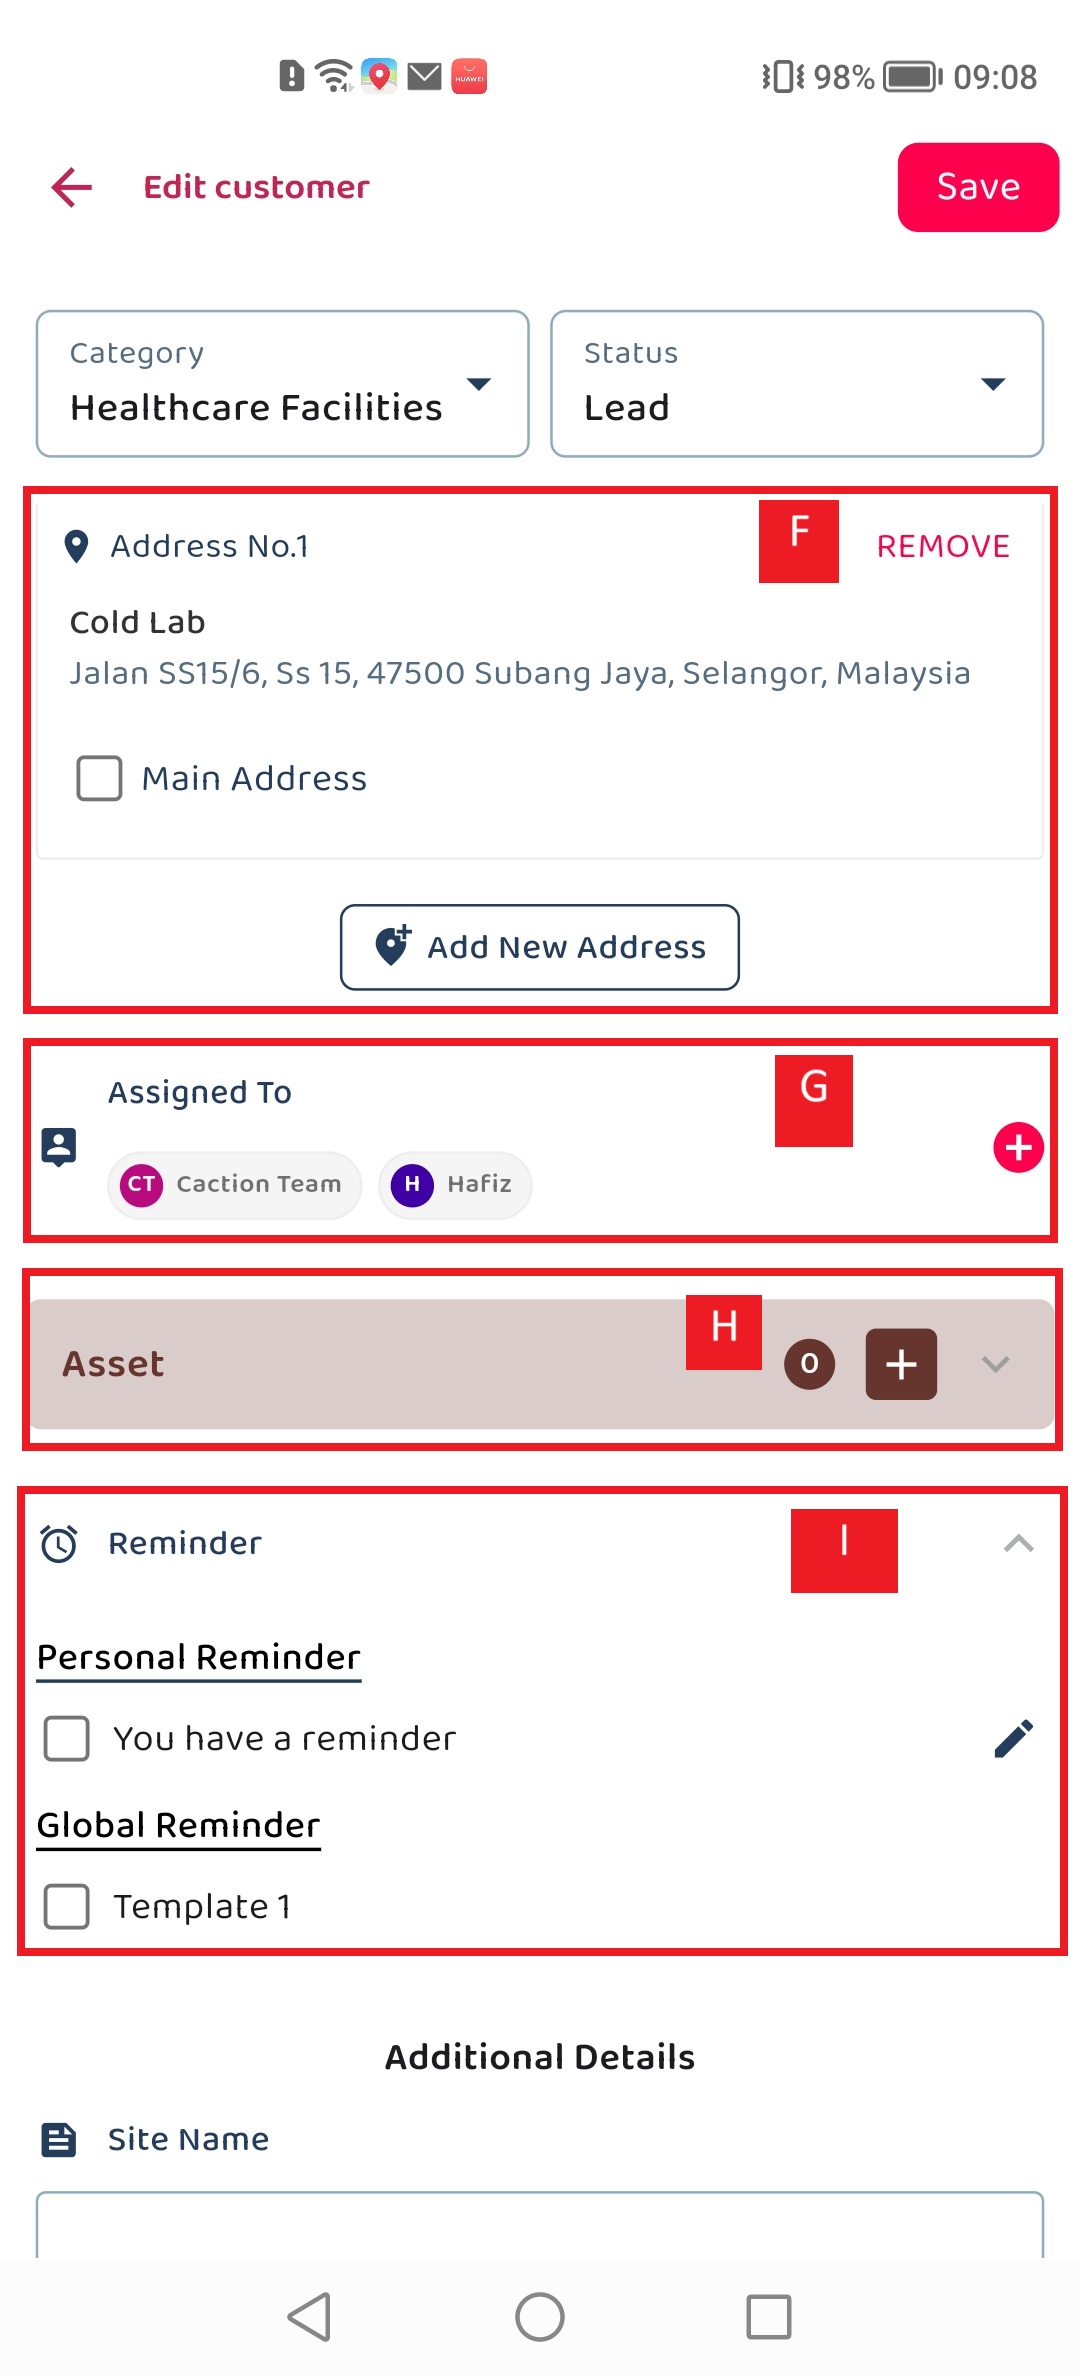 HUAWEI 98% 09:08
Edit customer Save
Category Status
Healthcare Facilities Lead
F
Address No.1 REMOVE
Cold Lab
Jalan SS15/6, Ss 15, 47500 Subang Jaya, Selangor, Malaysia
Main Address
Add New Address
Assigned To G
CT Caction Team H Hafiz
H
Asset 0
I
Reminder
Personal Reminder
You have a reminder
Global Reminder
Template 1
Additional Details
Site Name